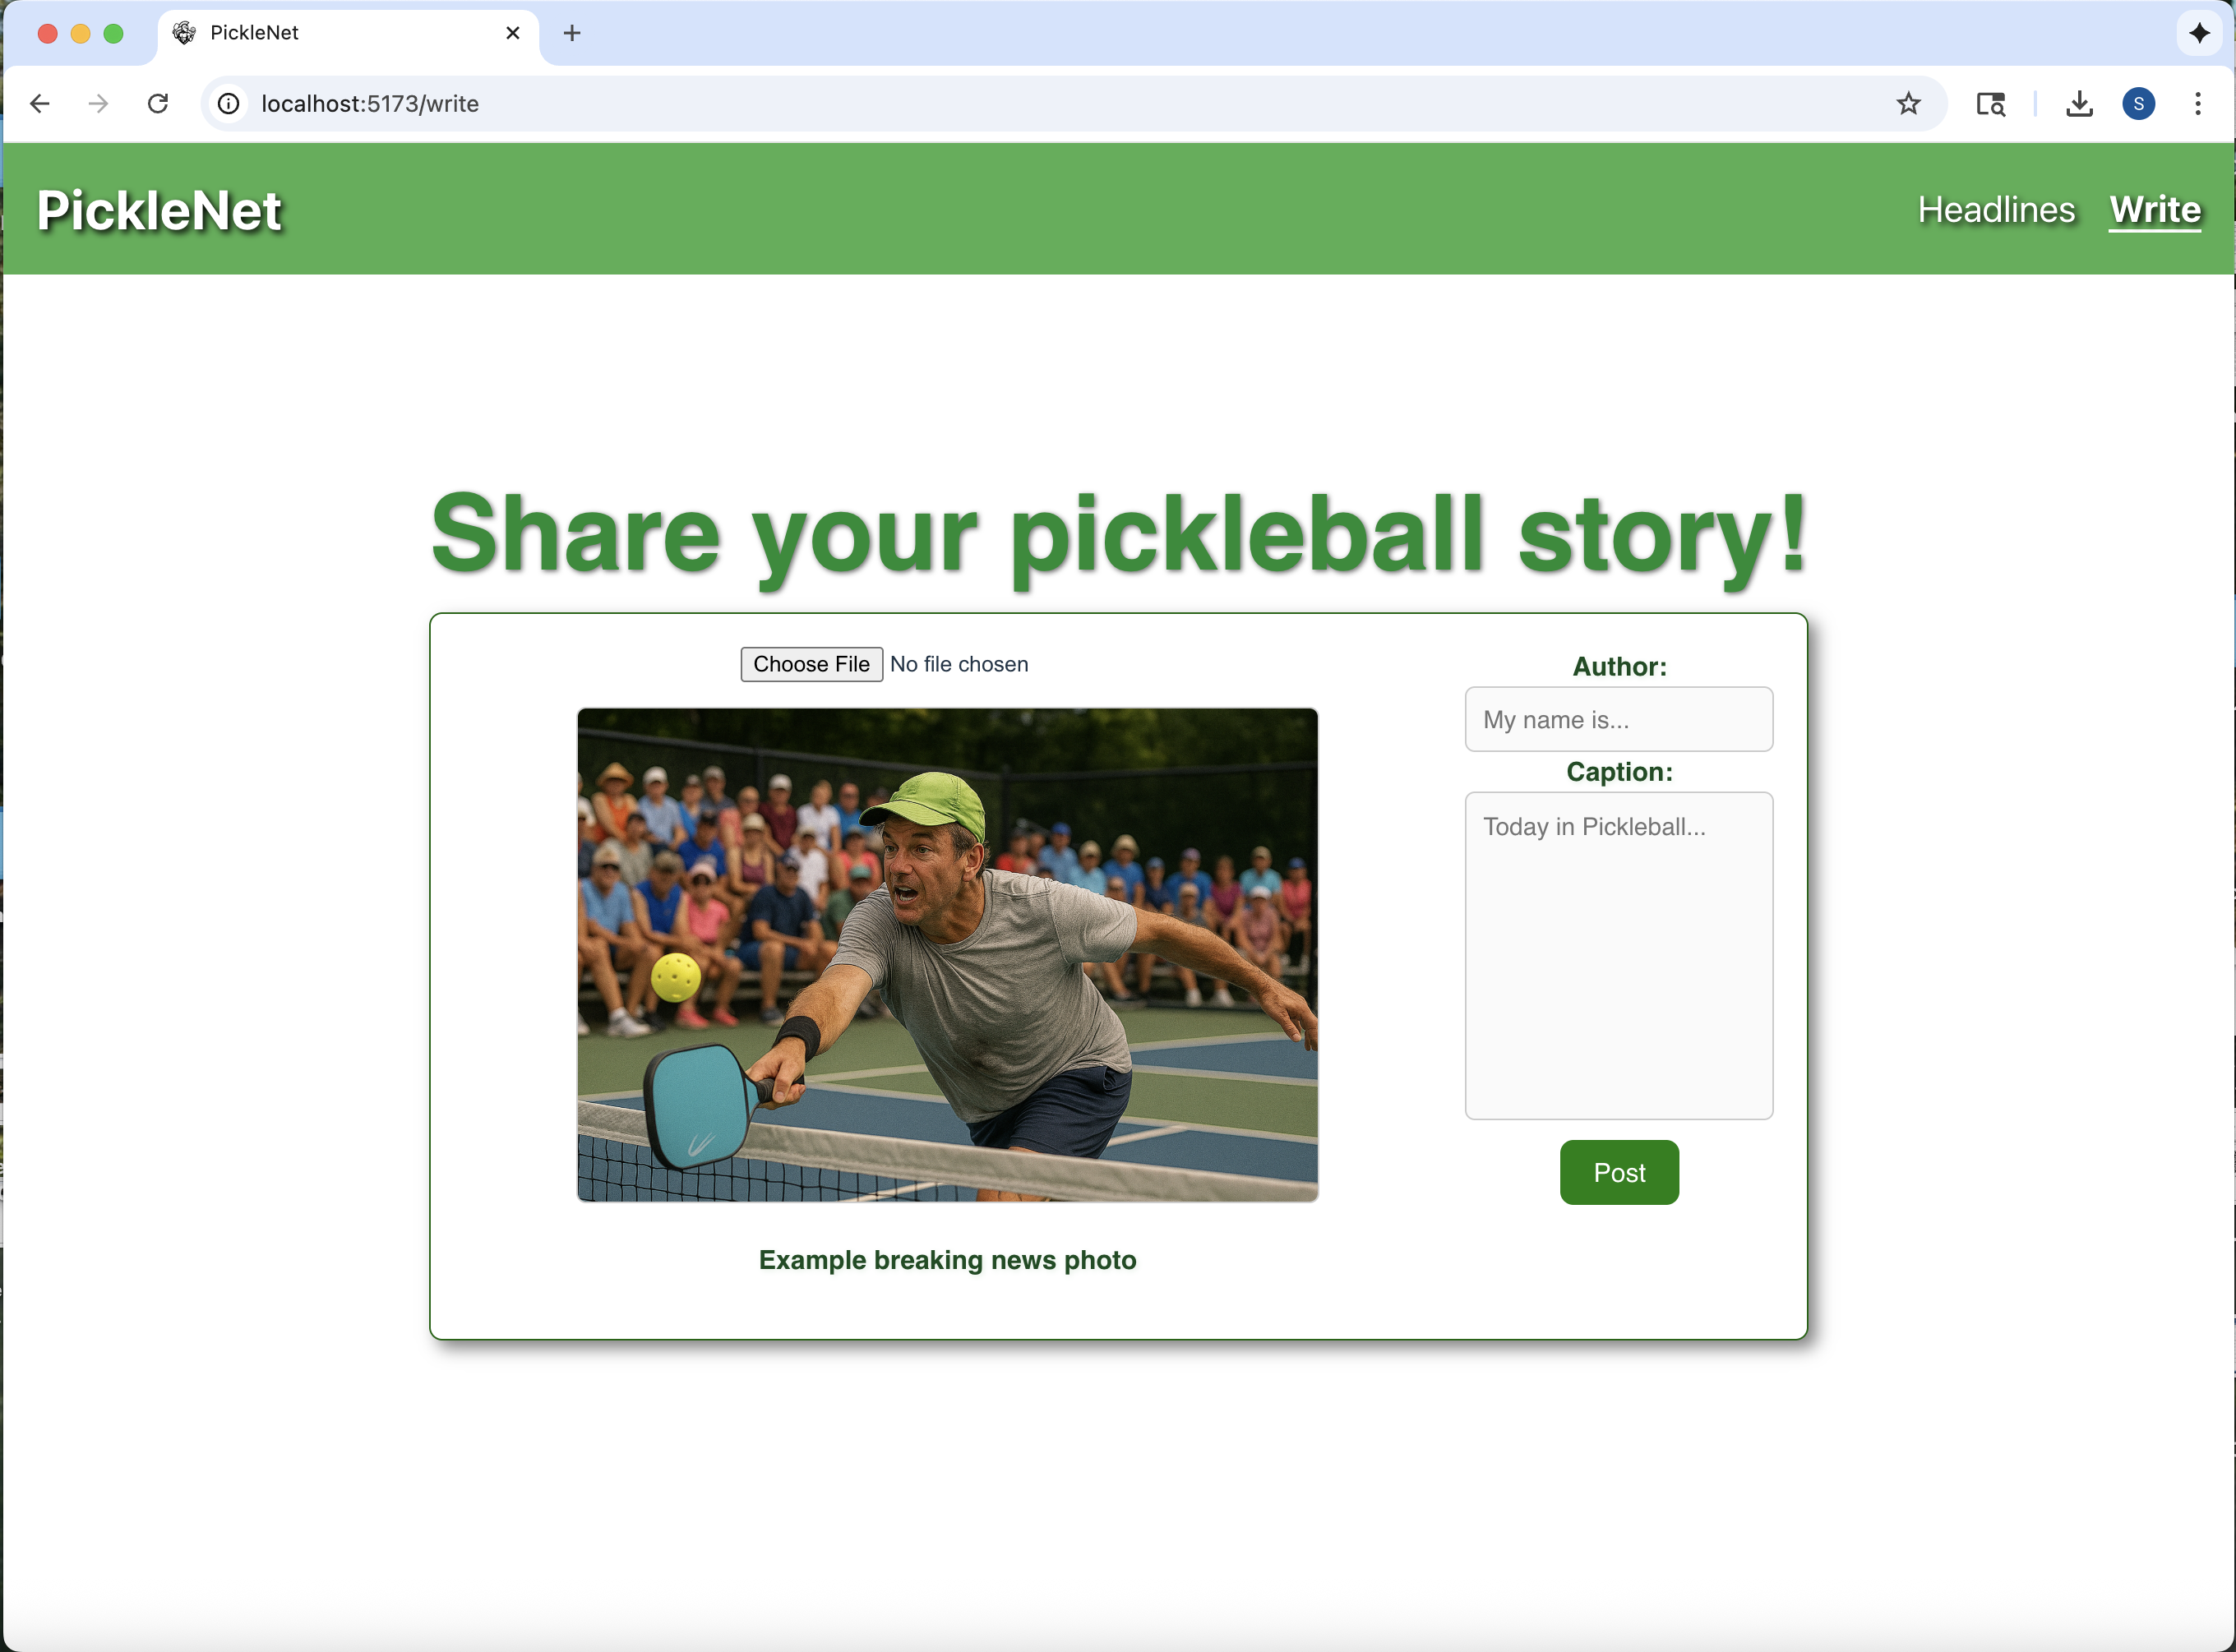 PickleNet
localhost:5173/write
S
PickleNet
Headlines Write
Share your pickleball story!
Choose File No file chosen
Author:
My name is...
Caption:
Today in Pickleball...
Post
Example breaking news photo